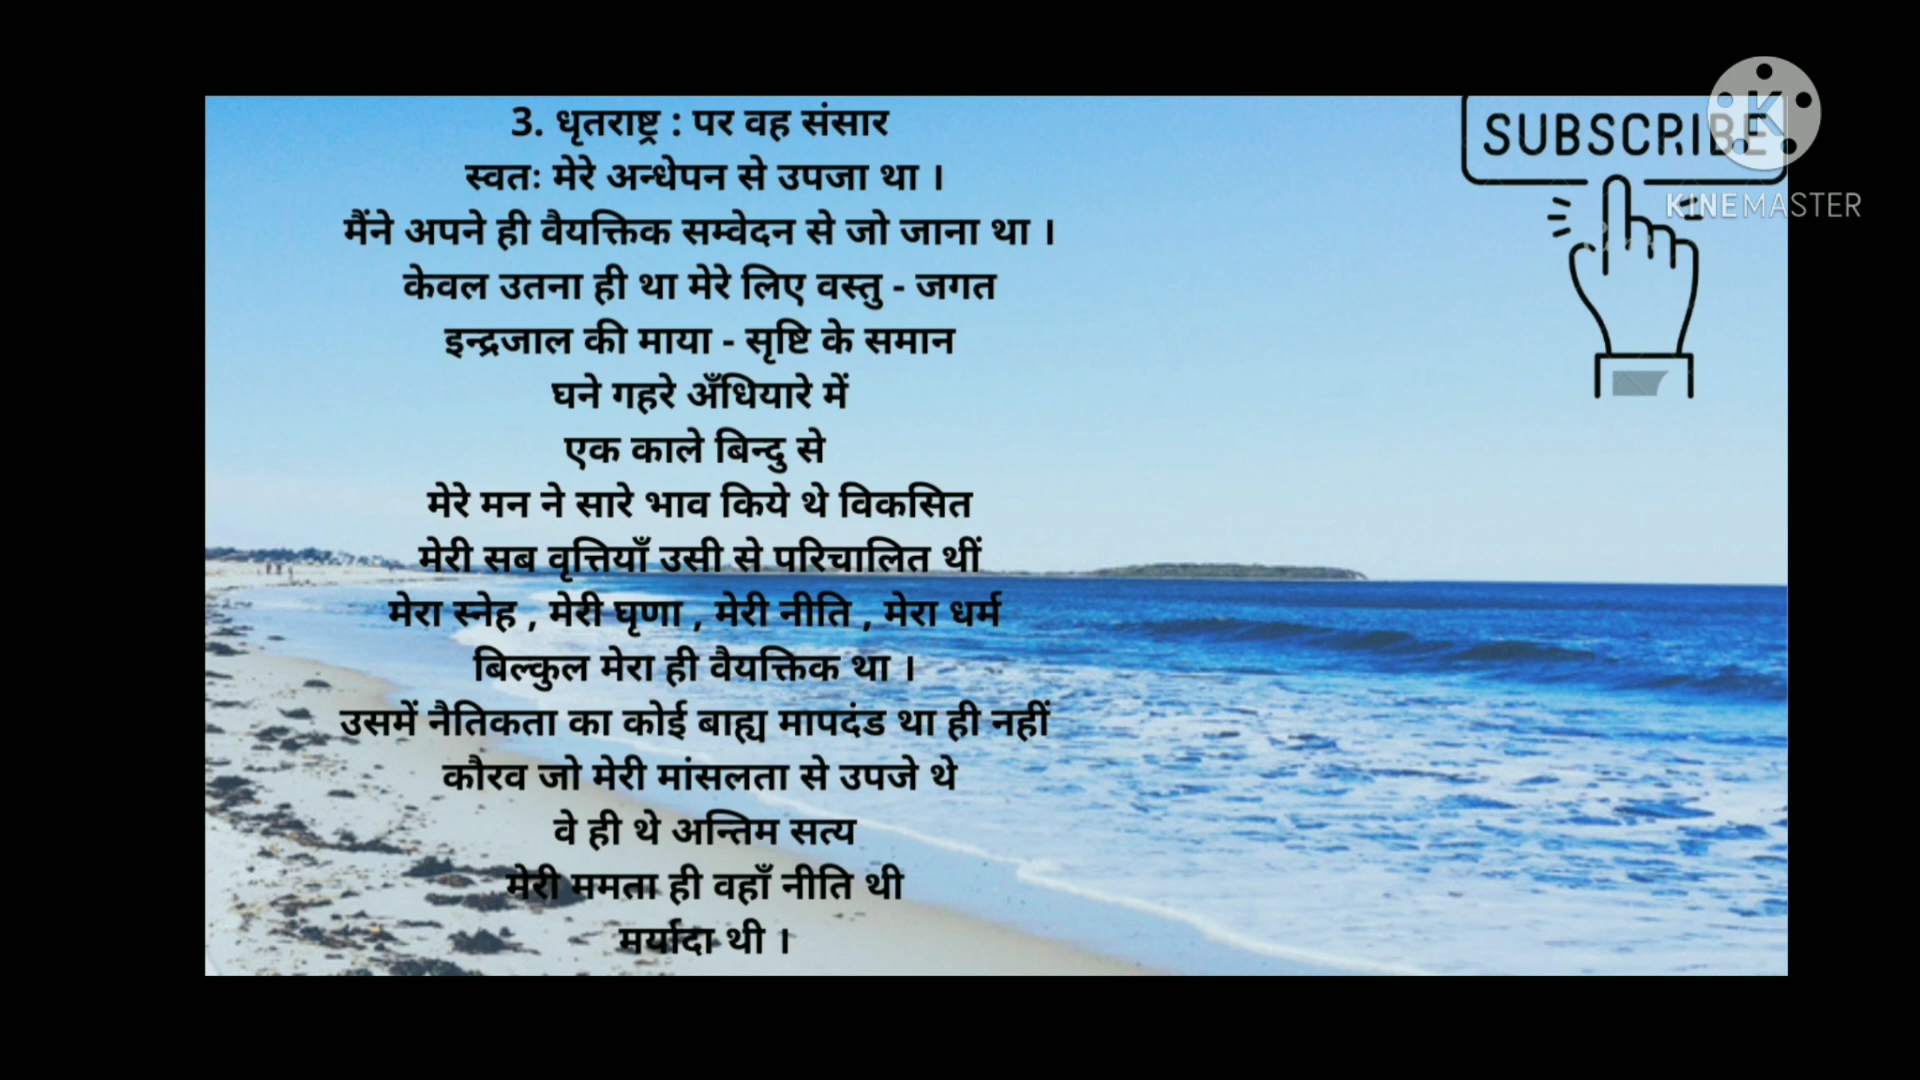 3. धृतराष्ट्र : पर वह संसार
स्वतः मेरे अन्धेपन से उपजा था ।
मैंने अपने ही वैयक्तिक सम्वेदन से जो जाना था ।
केवल उतना ही था मेरे लिए वस्तु - जगत
इन्द्रजाल की माया - सृष्टि के समान
घने गहरे अँधियारे में
एक काले बिन्दु से
मेरे मन ने सारे भाव किये थे विकसित
मेरी सब वृत्तियाँ उसी से परिचालित थीं
मेरा स्नेह , मेरी घृणा , मेरी नीति , मेरा धर्म
बिल्कुल मेरा ही वैयक्तिक था ।
उसमें नैतिकता का कोई बाह्य मापदंड था ही नहीं
कौरव जो मेरी मांसलता से उपजे थे
वे ही थे अन्तिम सत्य
मेरी ममता ही वहाँ नीति थी
मर्यादा थी ।
SUBSCRIBE
K
KINEMASTER